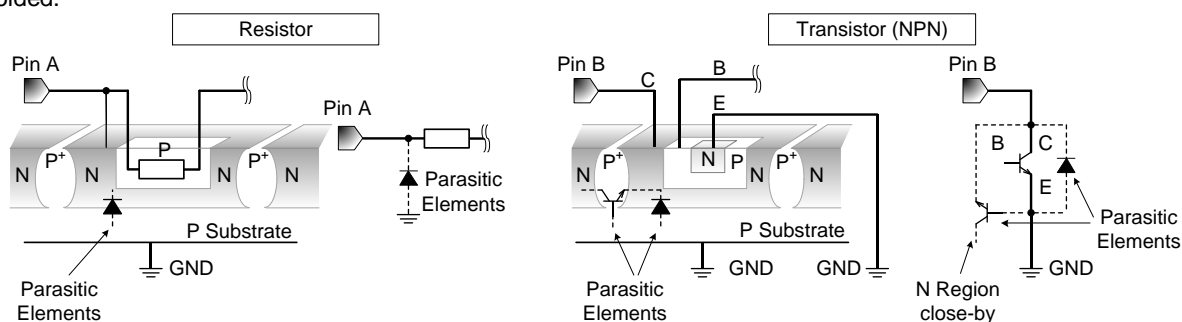 Resistor
Transistor (NPN)
Pin A
Pin A
N
P+
N
P
N
P+
N
Parasitic
Elements
P Substrate
GND
Parasitic
Elements
Pin B
C
B
E
N
P+
N
N
P
N
P+
N
P Substrate
GND
GND
Parasitic
Elements
Pin B
B
C
E
Parasitic
Elements
GND
N Region
close-by